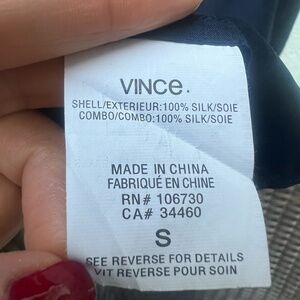 VINCe.
SHELL/EXTERIEUR:100% SILK/SOIE
COMBO/COMBO:100% SILK/SOIE
MADE IN CHINA
FABRIQUÉ EN CHINE
RN# 106730
CA# 34460
S
SEE REVERSE FOR DETAILS
VIT REVERSE POUR SOIN